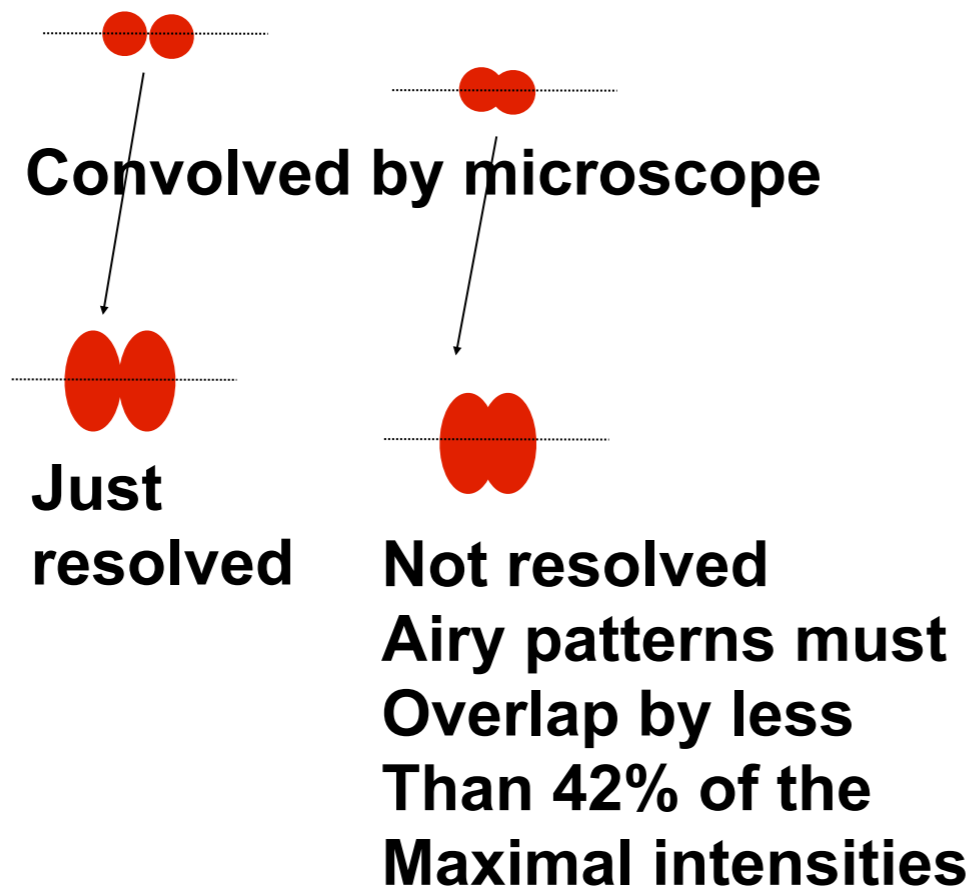 Convolved by microscope
Just
resolved
Not resolved
Airy patterns must
Overlap by less
Than 42% of the
Maximal intensities